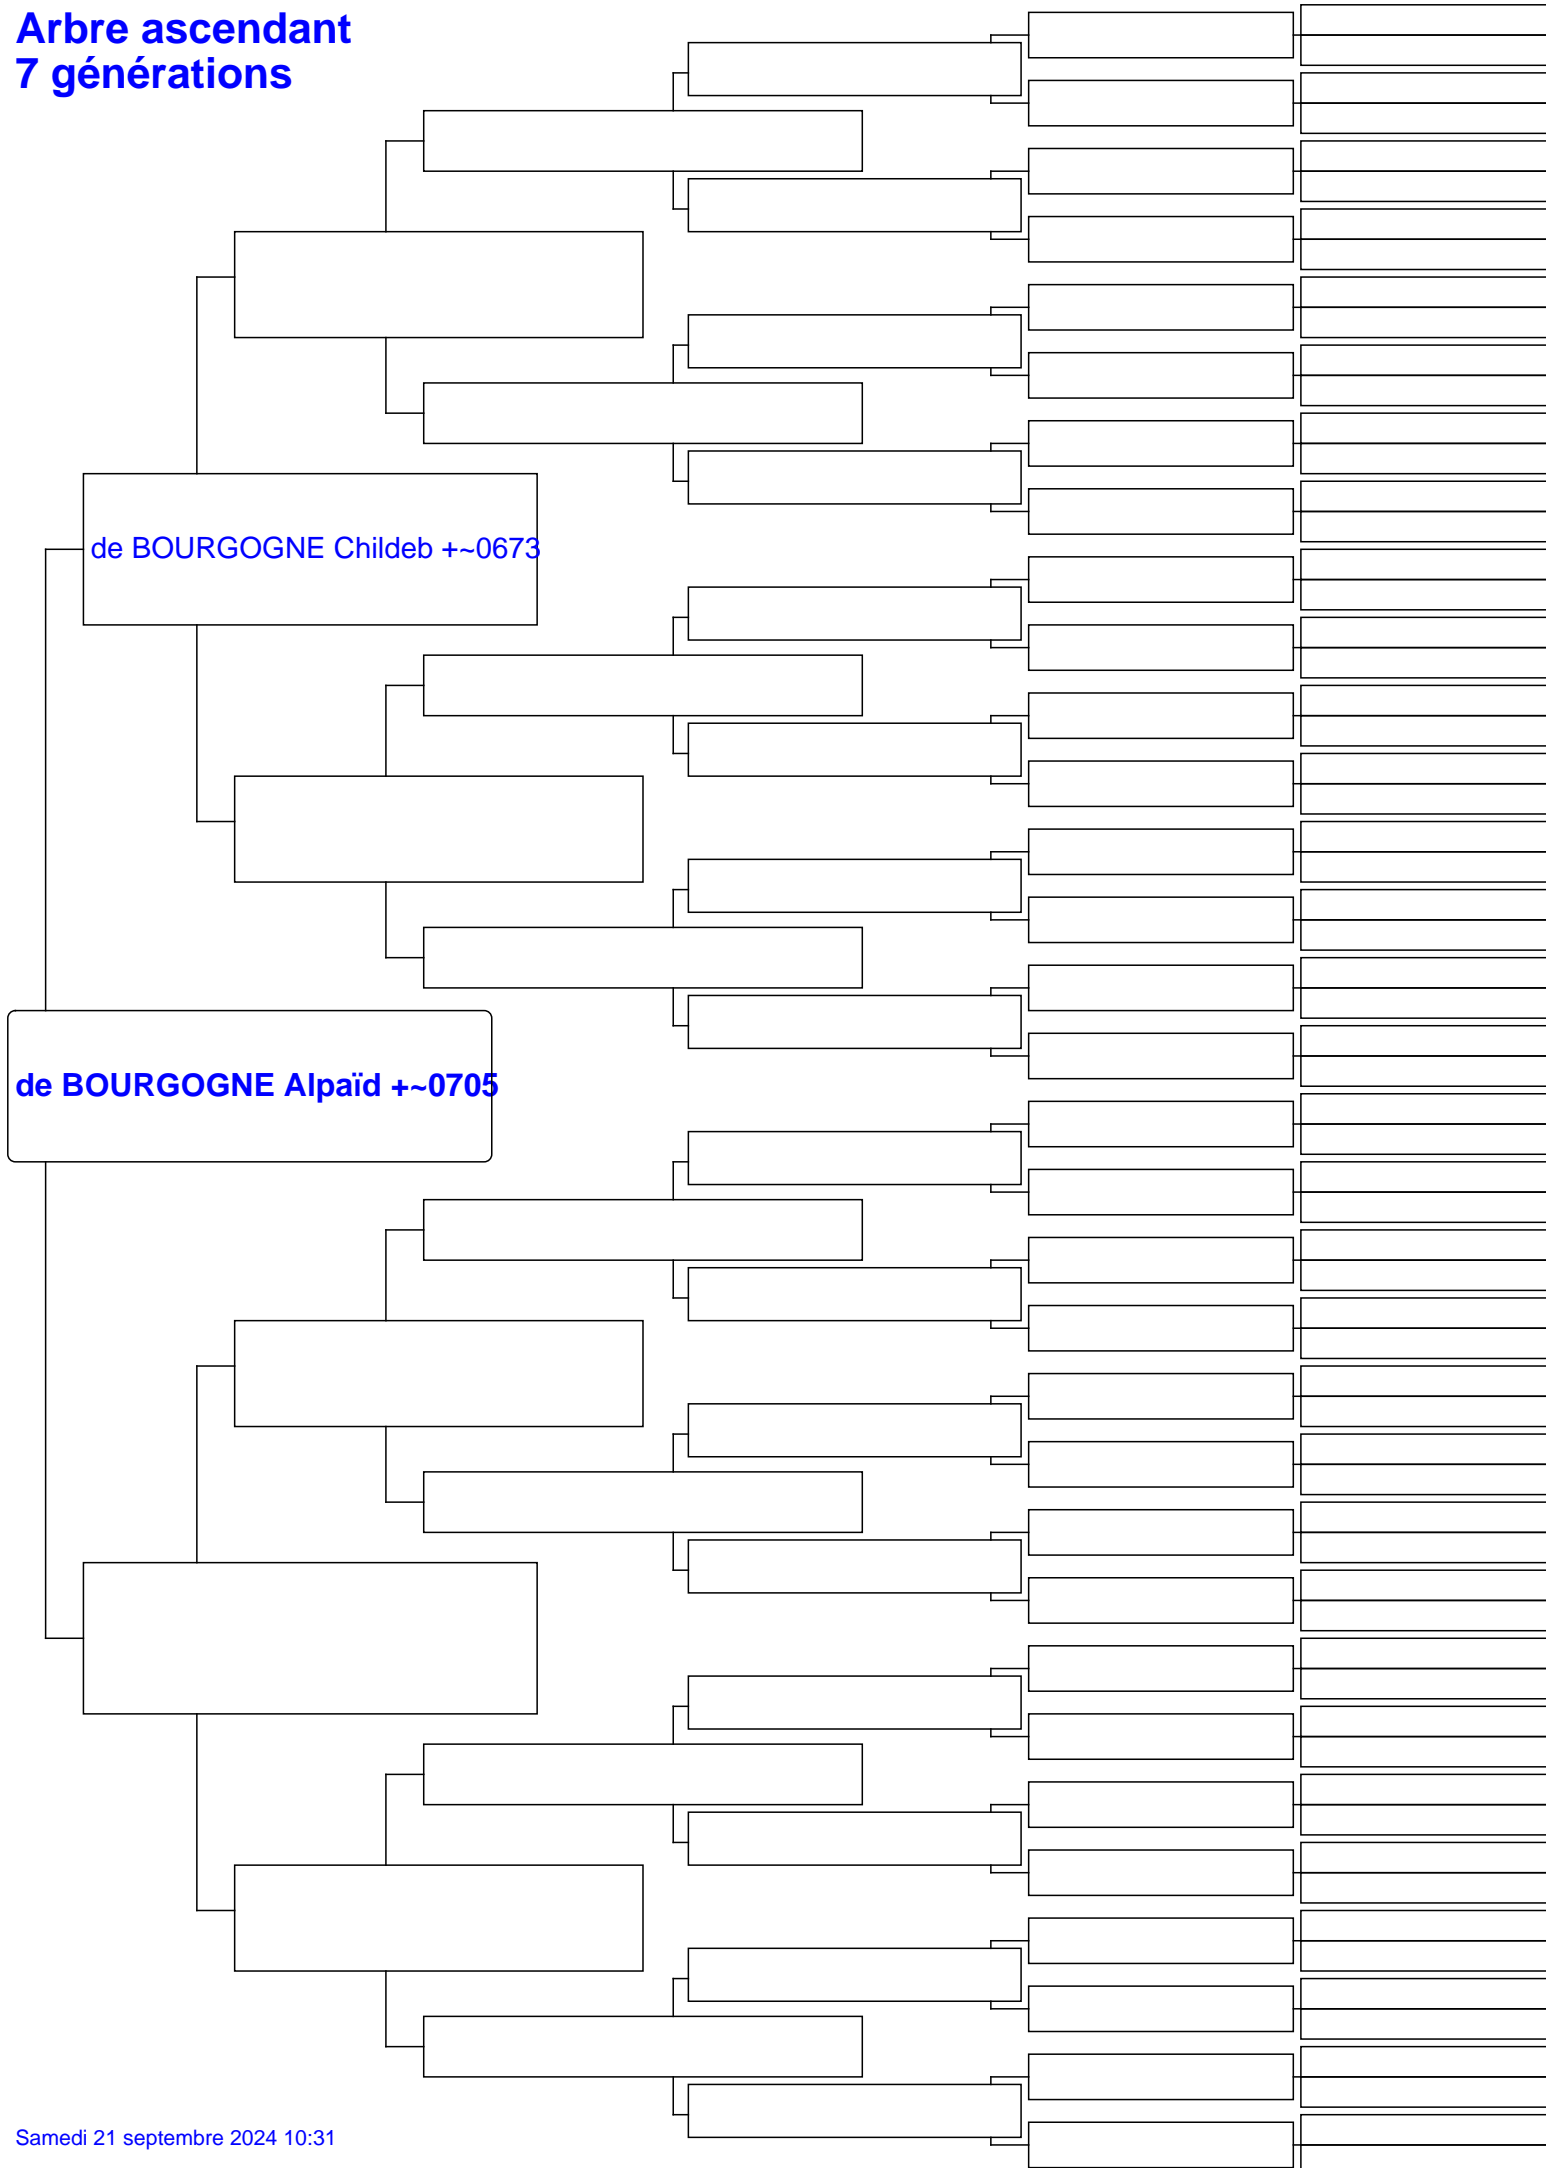 Arbre ascendant
7 générations
de BOURGOGNE Childeb +~0673
de BOURGOGNE Alpaïd +~0705
Samedi 21 septembre 2024 10:31